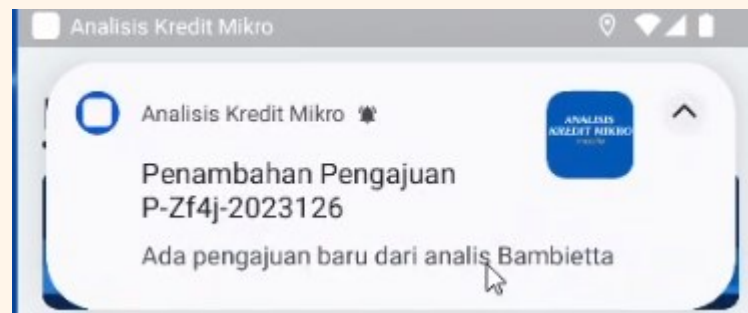 Analisis Kredit Mikro
Analisis Kredit Mikro
ANALISIS
KREDIT MIKRO
Penambahan Pengajuan
P-Zf4j-2023126
Ada pengajuan baru dari analis Bambietta